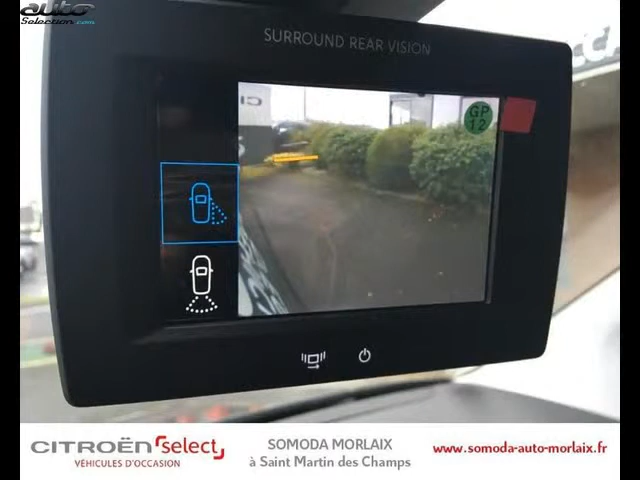 auto
Selection.com
SURROUND REAR VISION
GP
12
CITROËN Select
VÉHICULES D'OCCASION
SOMODA MORLAIX
à Saint Martin des Champs
www.somoda-auto-morlaix.fr